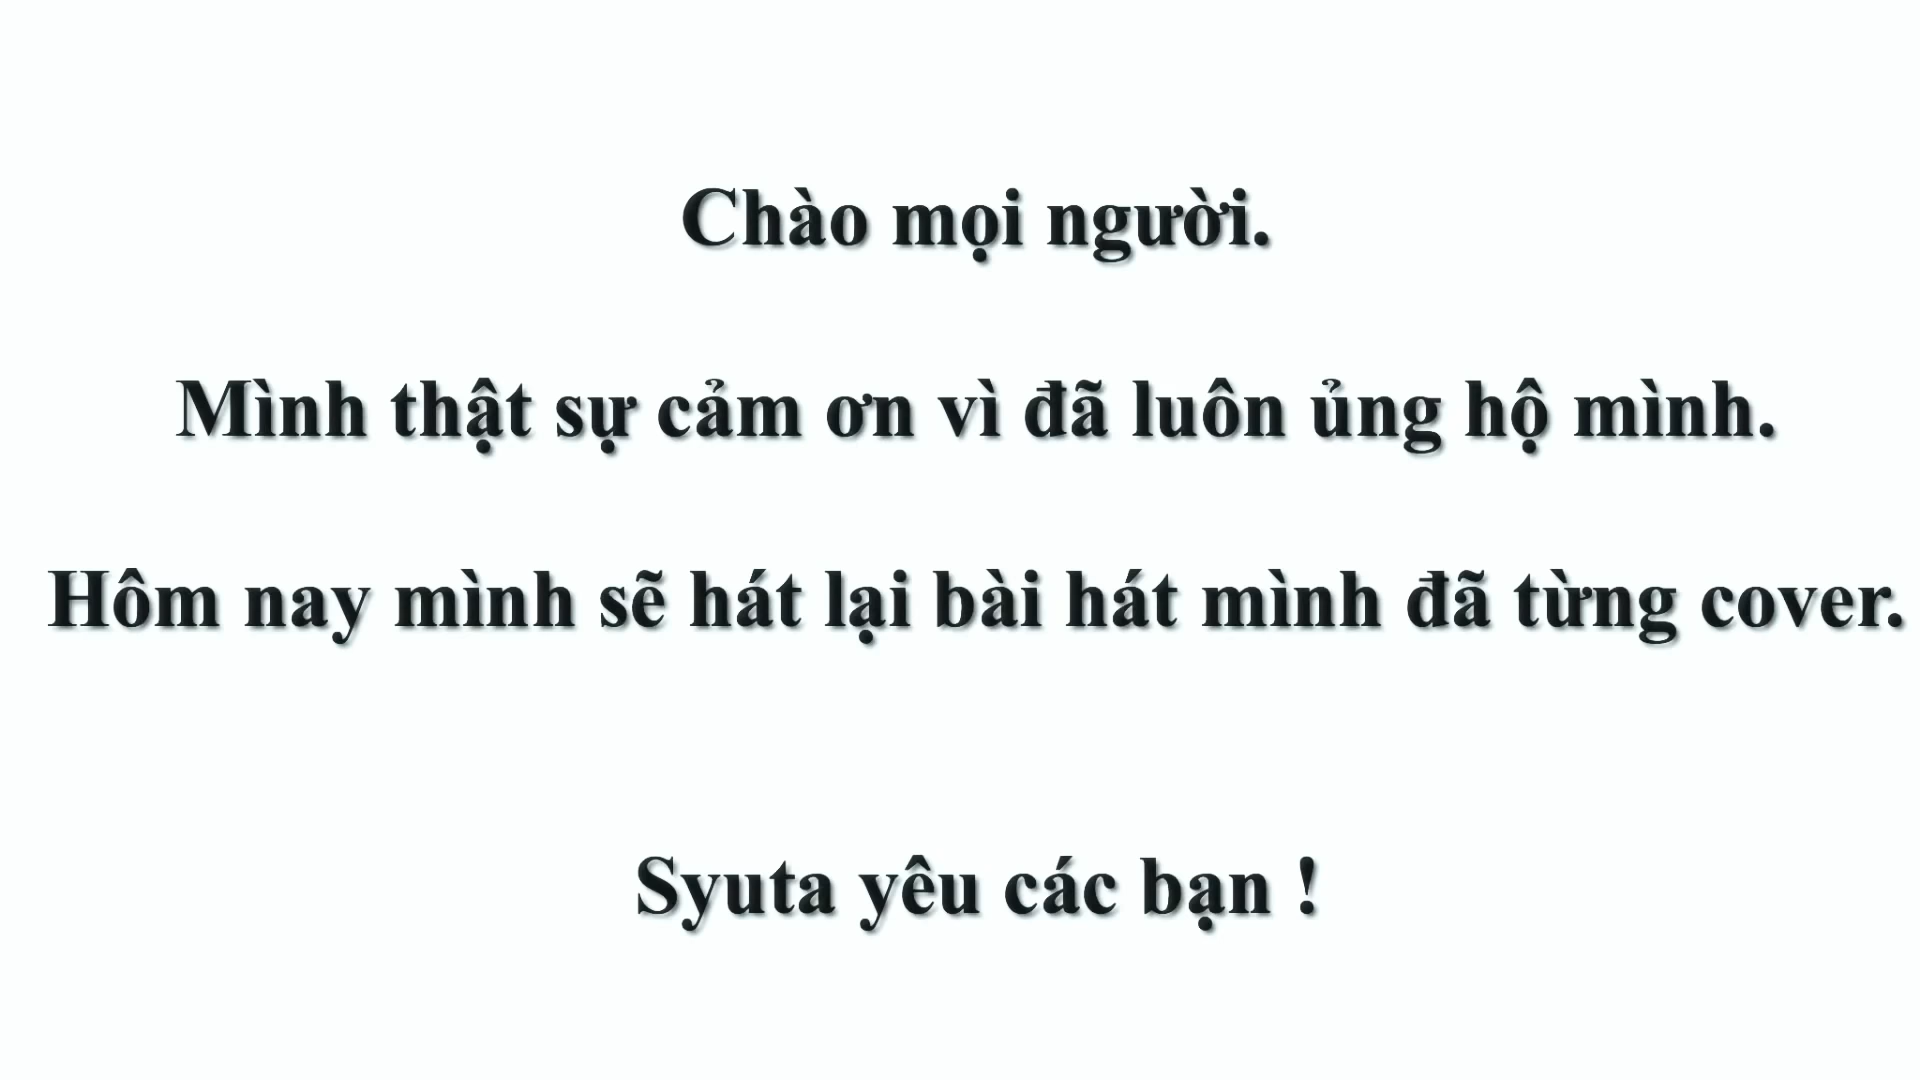 Chào mọi người.
Mình thật sự cảm ơn vì đã luôn ủng hộ mình.
Hôm nay mình sẽ hát lại bài hát mình đã từng cover.
Syuta yêu các bạn !